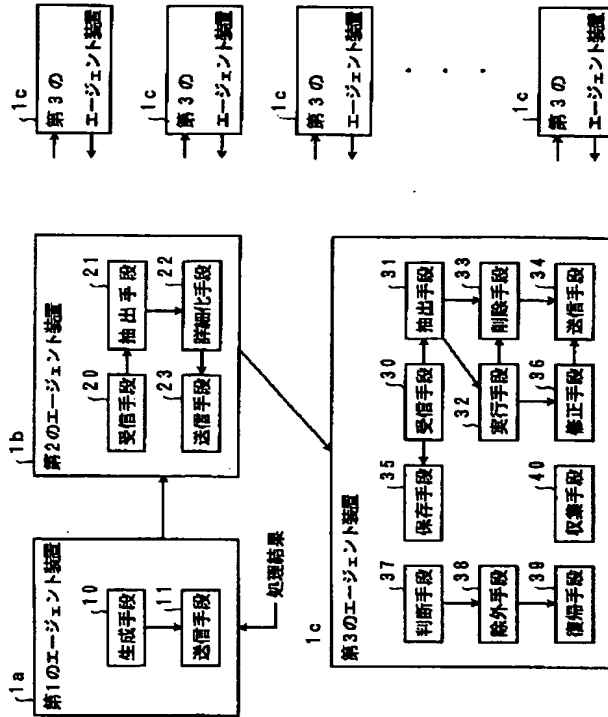 1a
第1のエージェント装置
10
生成手段
11
送信手段
処理結果
1b
第2のエージェント装置
20
受信手段
21
抽出手段
22
詳細化手段
23
送信手段
1c
第3のエージェント装置
30
受信手段
31
抽出手段
32
実行手段
33
削除手段
34
送信手段
35
保存手段
36
修正手段
37
判断手段
38
除外手段
39
復帰手段
40
収集手段
1c
第3の
エージェント装置
1c
第3の
エージェント装置
1c
第3の
エージェント装置
1c
第3の
エージェント装置